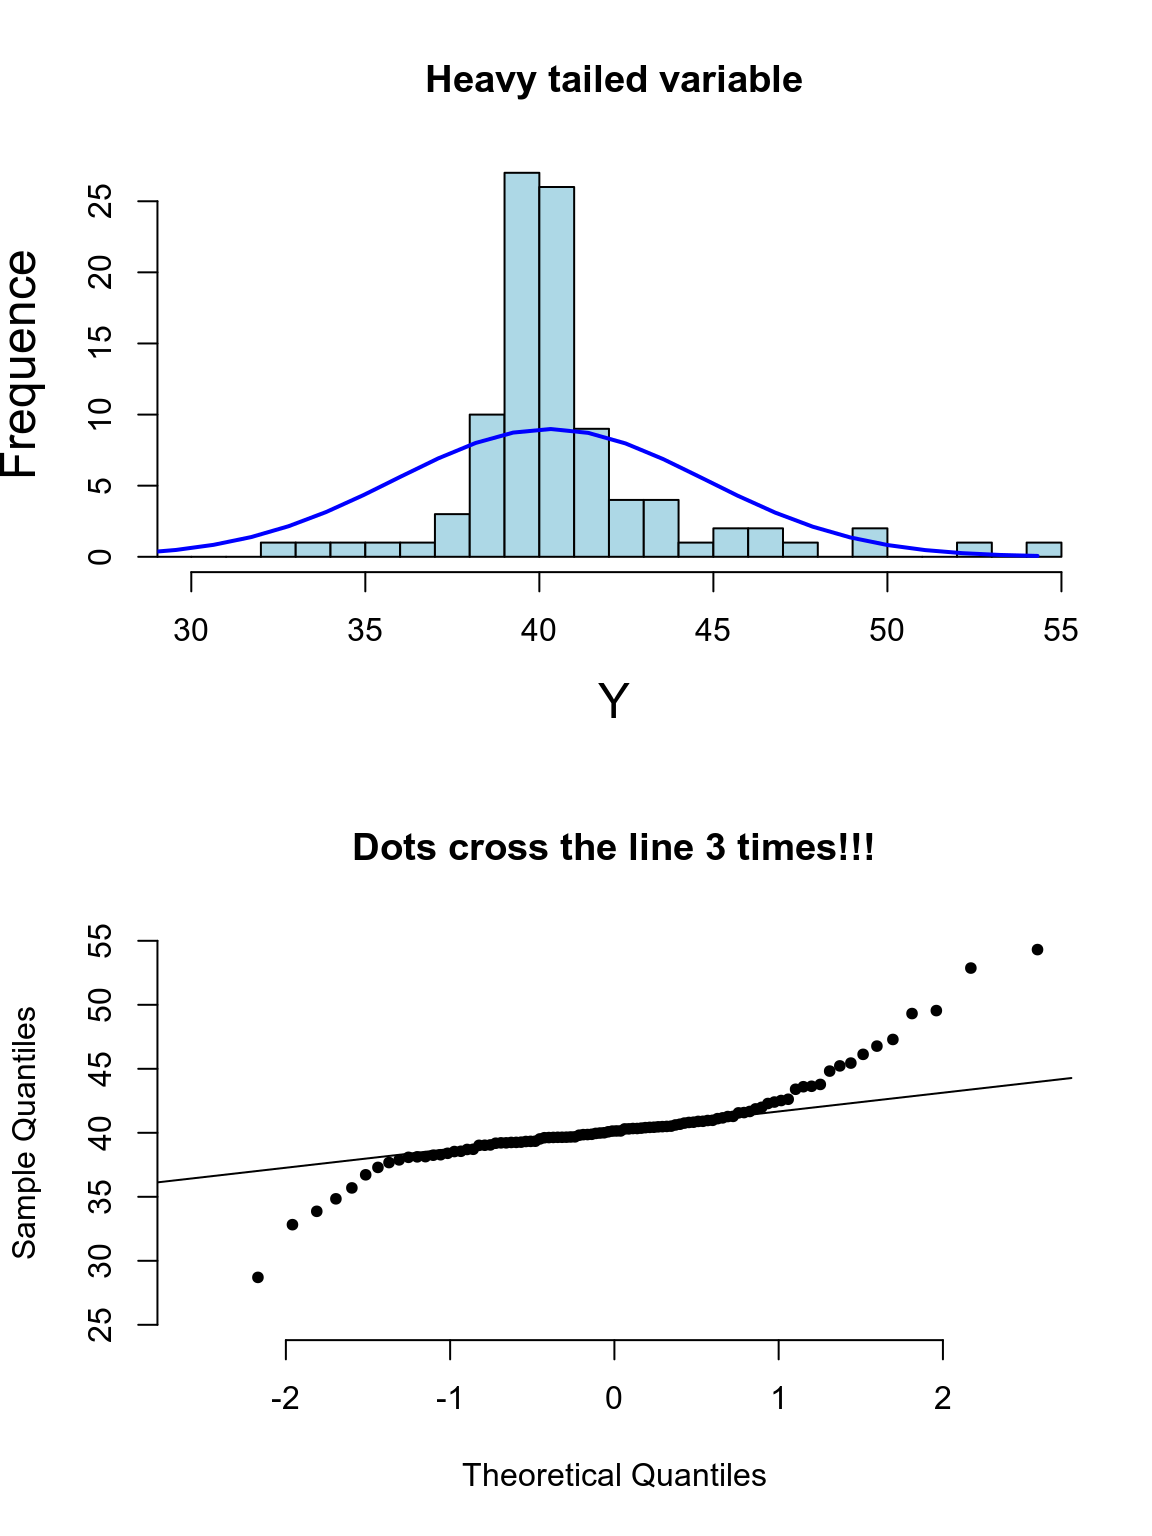 Heavy tailed variable
Frequence
25
20
15
10
5
0
30 35 40 45 50 55
Y
Dots cross the line 3 times!!!
Sample Quantiles
55
50
45
40
35
30
25
-2 -1 0 1 2
Theoretical Quantiles